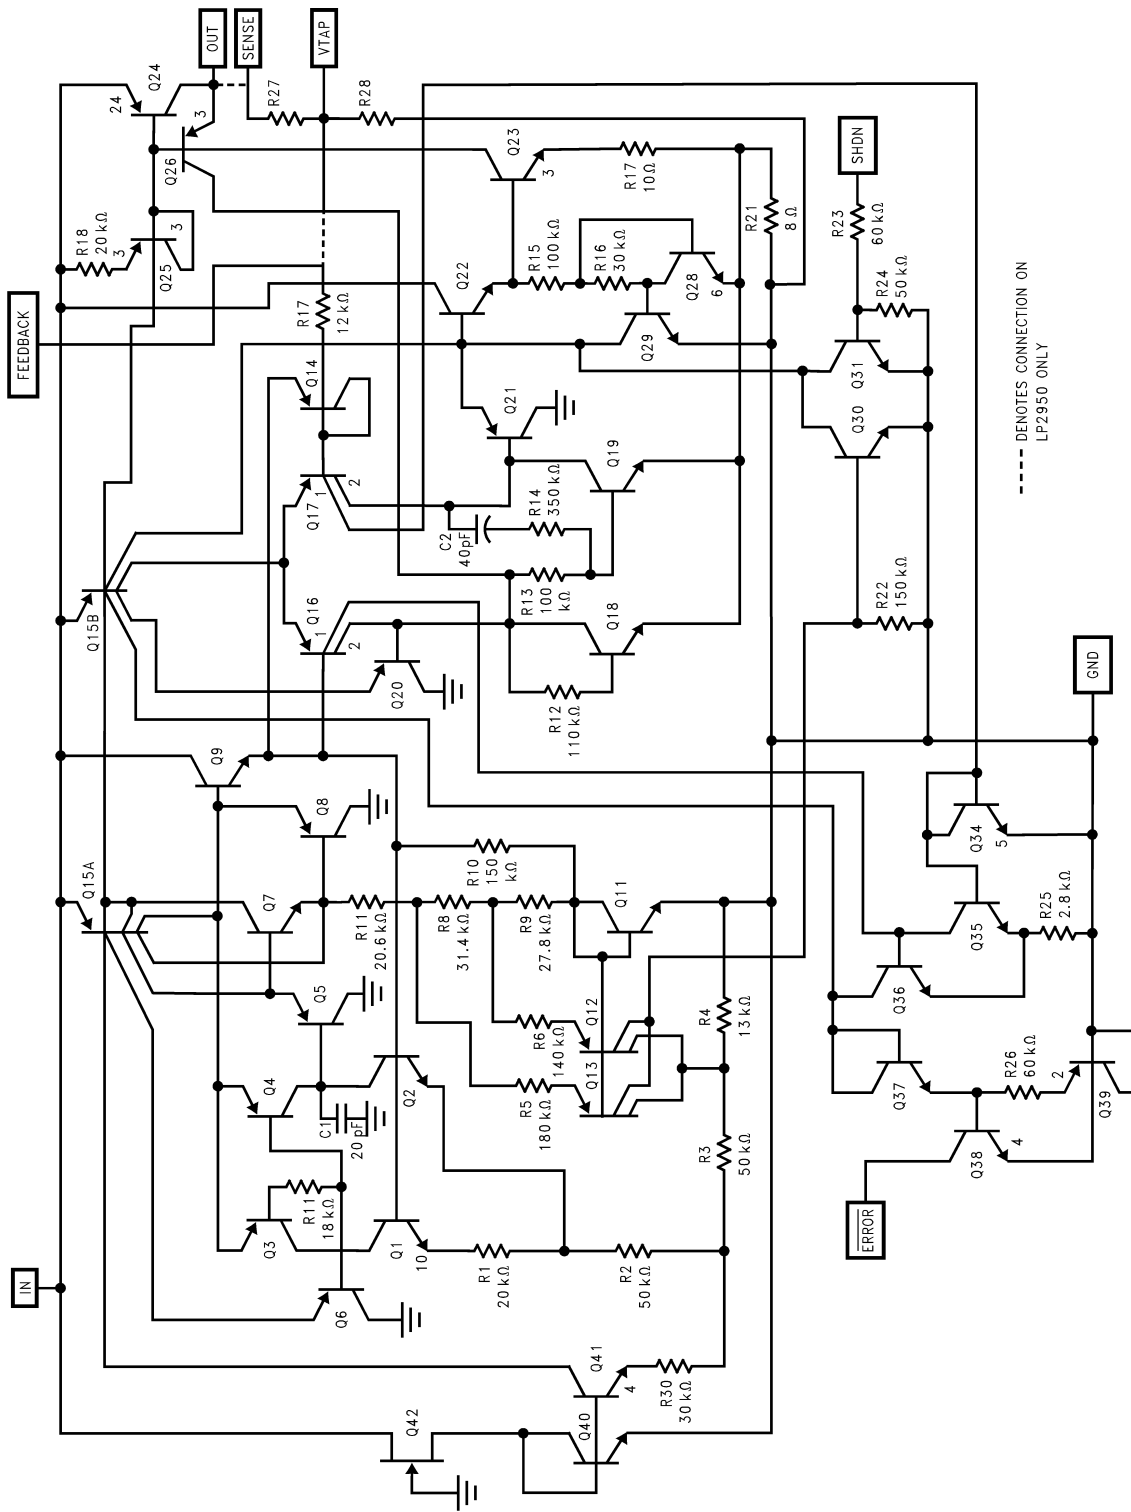 IN
FEEDBACK
Q15A
Q15B
R18
20 kΩ
3
24
Q24
Q25
3
Q26
3
OUT
SENSE
VTAP
Q9
Q3
Q4
Q7
R11
18 kΩ
Q5
Q8
Q16
1
2
Q17
1
2
Q14
R17
12 kΩ
R27
R28
Q6
C1
20 pF
R11
20.6 kΩ
Q20
Q42
Q1
10
Q2
R8
31.4 kΩ
R10
150
kΩ
C2
40pF
Q22
R1
20 kΩ
R5
180 kΩ
R6
140 kΩ
R9
27.8 kΩ
R12
110 kΩ
R13
100
kΩ
R14
350 kΩ
Q21
R15
100 kΩ
Q23
3
Q40
Q41
4
Q13
Q12
Q11
Q18
Q19
R16
30 kΩ
R2
50 kΩ
Q29
Q28
6
R17
10Ω
R30
30 kΩ
R3
50 kΩ
R4
13 kΩ
R21
8 Ω
SHDN
R23
60 kΩ
Q30
Q31
R22
150 kΩ
R24
50 kΩ
ERROR
Q37
Q36
Q38
4
R26
60 kΩ
2
Q39
Q35
Q34
5
R25
2.8 kΩ
GND
DENOTES CONNECTION ON
LP2950 ONLY